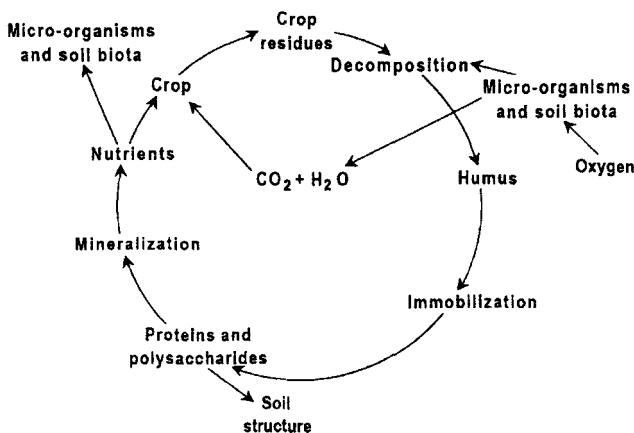 Crop
residues
Micro-organisms
and soil biota
Decomposition
Crop
Micro-organisms
and soil biota
Oxygen
Nutrients
CO₂ + H₂O
Humus
Mineralization
Immobilization
Proteins and
polysaccharides
Soil
structure